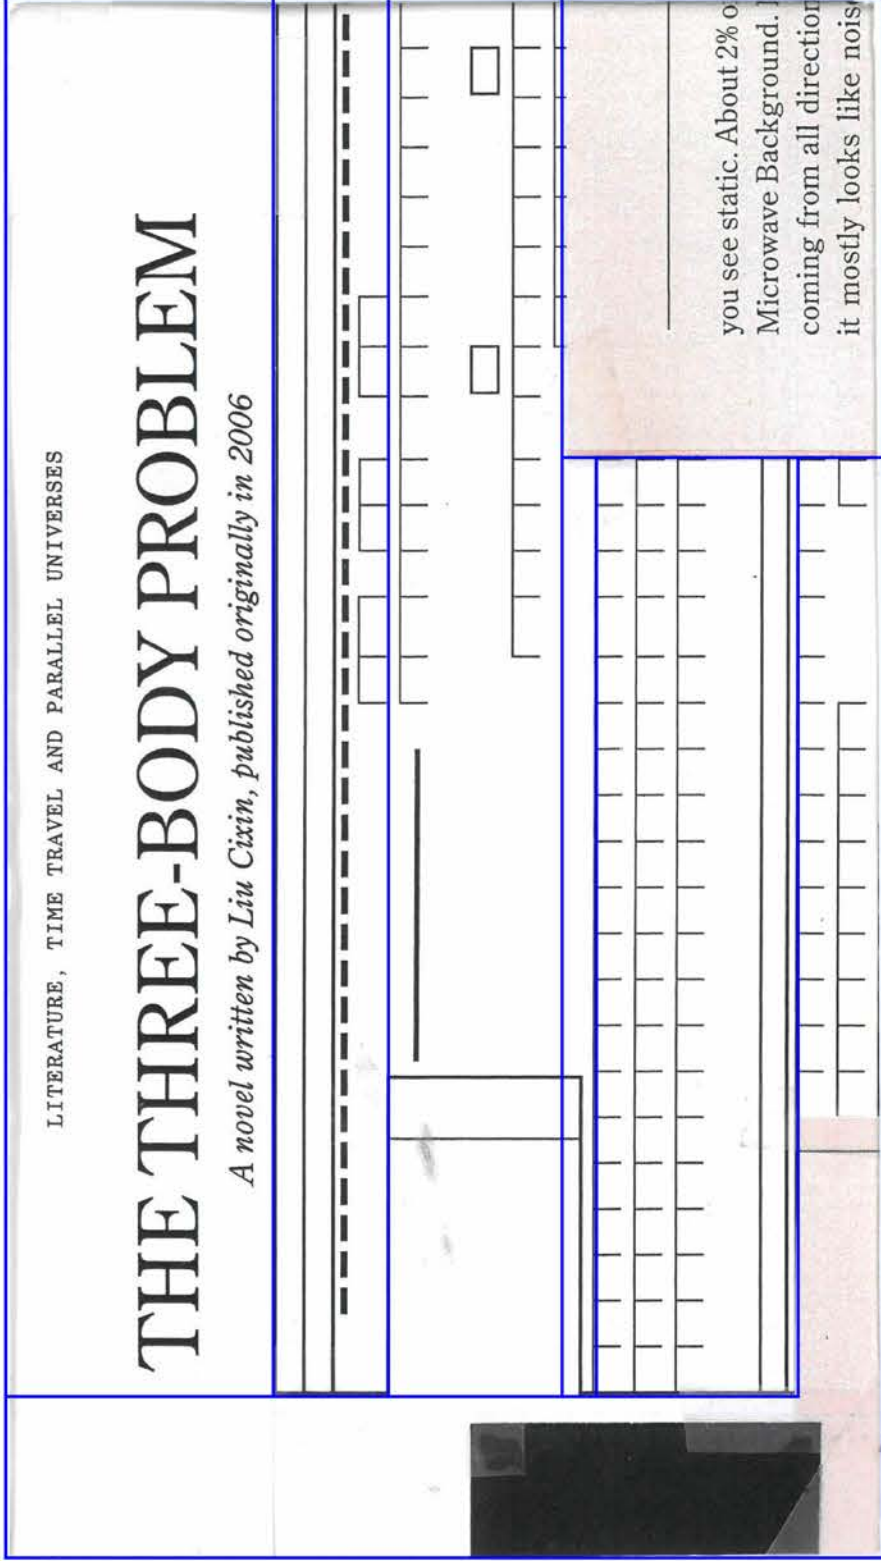 LITERATURE, TIME TRAVEL AND PARALLEL UNIVERSES
THE THREE-BODY PROBLEM
A novel written by Liu Cixin, published originally in 2006
you see static. About 2%
Microwave Background.
coming from all direction
it mostly looks like